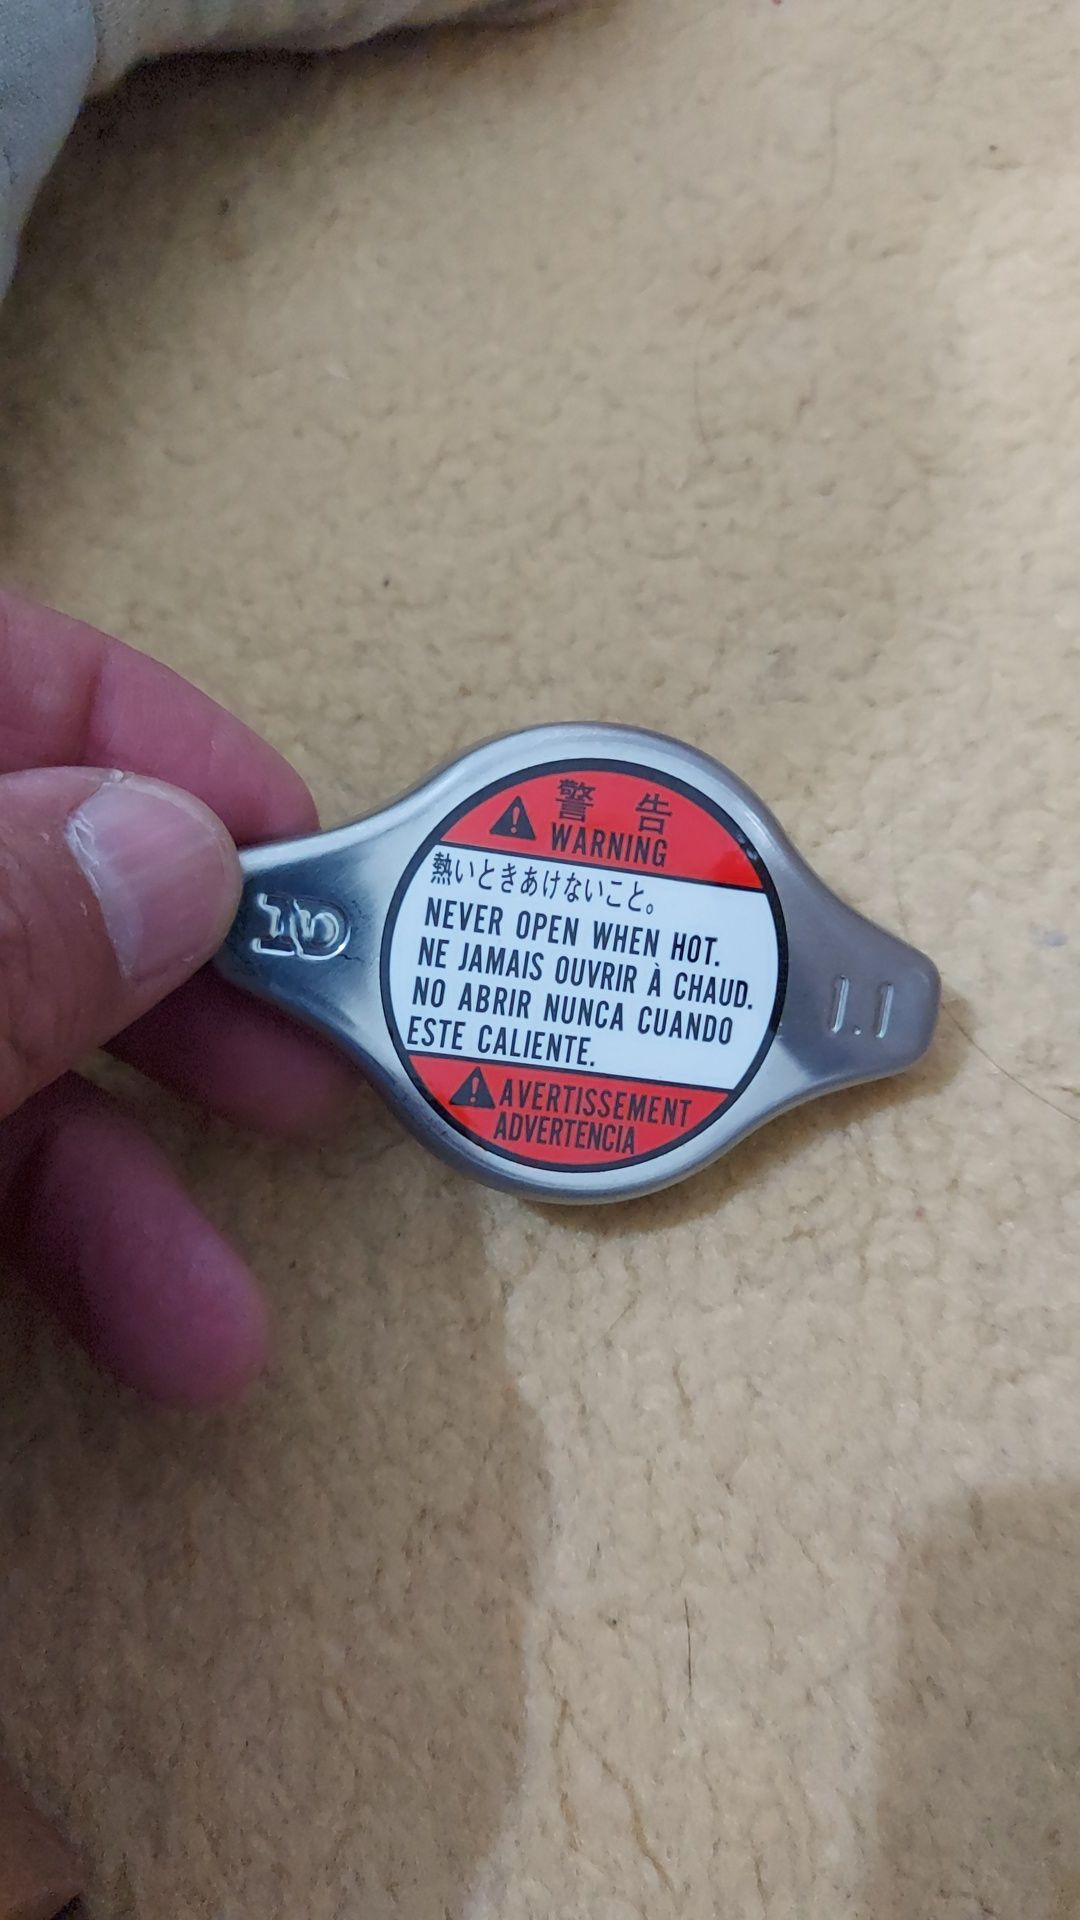 警 告
WARNING
熱いときあけないこと。
NEVER OPEN WHEN HOT.
NE JAMAIS OUVRIR À CHAUD.
NO ABRIR NUNCA CUANDO
ESTE CALIENTE.
AVERTISSEMENT
ADVERTENCIA
1.1